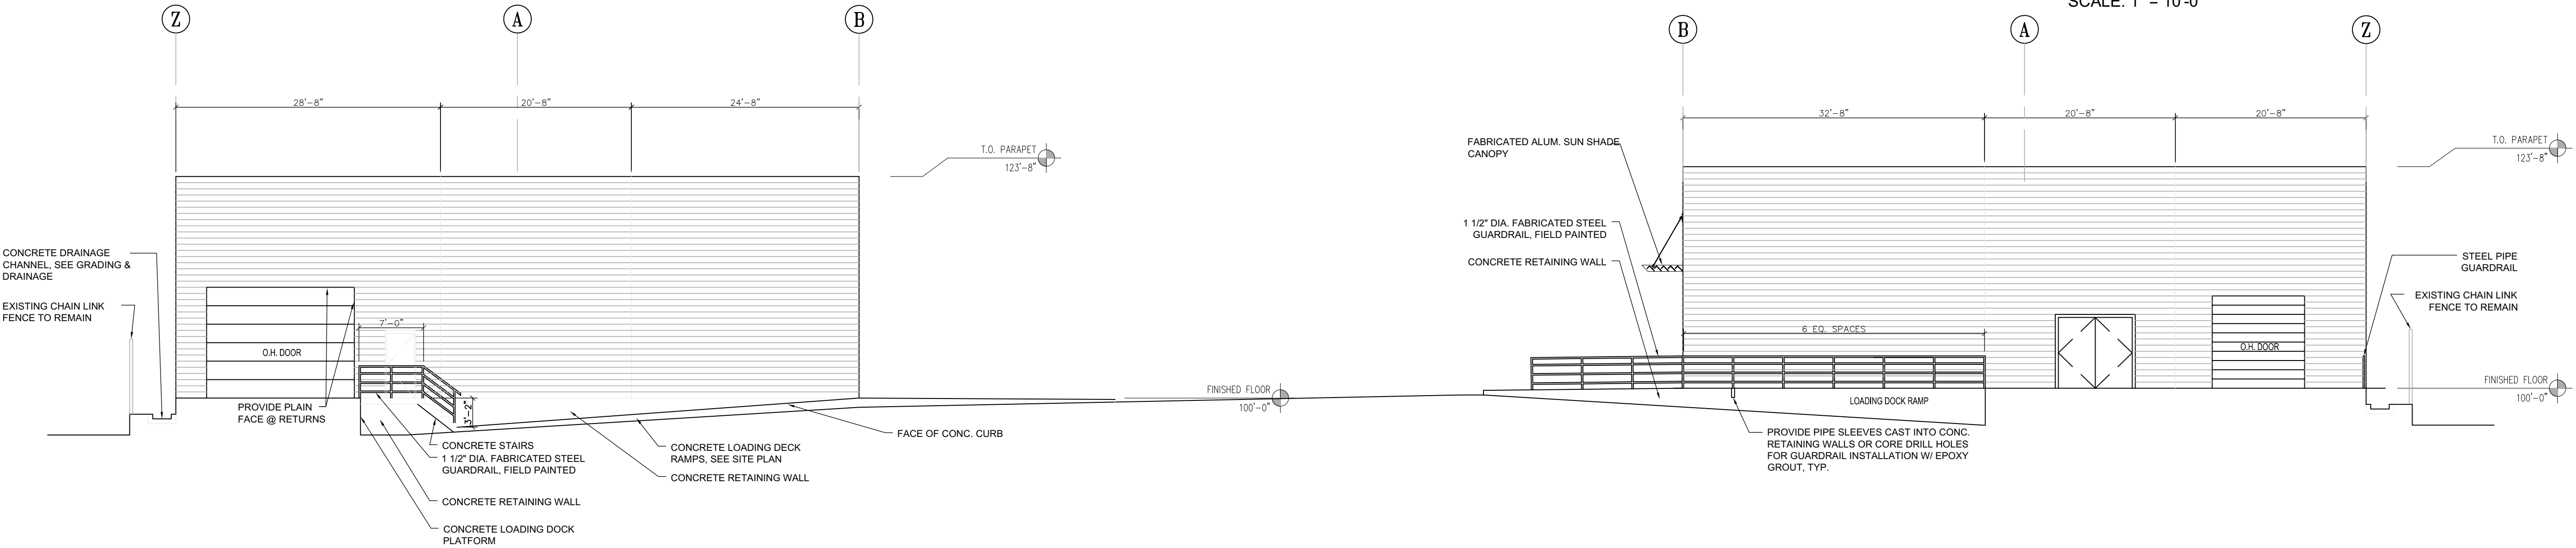 SCALE: 1" = 10'-0"
Z
A
B
28'-8"
20'-8"
24'-8"
T.O. PARAPET
123'-8"
CONCRETE DRAINAGE
CHANNEL, SEE GRADING &
DRAINAGE
EXISTING CHAIN LINK
FENCE TO REMAIN
7'-0"
O.H. DOOR
PROVIDE PLAIN
FACE @ RETURNS
3'-2"
FINISHED FLOOR
100'-0"
CONCRETE STAIRS
1 1/2" DIA. FABRICATED STEEL
GUARDRAIL, FIELD PAINTED
CONCRETE RETAINING WALL
CONCRETE LOADING DOCK
PLATFORM
CONCRETE LOADING DECK
RAMPS, SEE SITE PLAN
CONCRETE RETAINING WALL
FACE OF CONC. CURB
B
A
Z
32'-8"
20'-8"
20'-8"
T.O. PARAPET
123'-8"
FABRICATED ALUM. SUN SHADE
CANOPY
1 1/2" DIA. FABRICATED STEEL
GUARDRAIL, FIELD PAINTED
CONCRETE RETAINING WALL
6 EQ. SPACES
O.H. DOOR
LOADING DOCK RAMP
STEEL PIPE
GUARDRAIL
EXISTING CHAIN LINK
FENCE TO REMAIN
FINISHED FLOOR
100'-0"
PROVIDE PIPE SLEEVES CAST INTO CONC.
RETAINING WALLS OR CORE DRILL HOLES
FOR GUARDRAIL INSTALLATION W/ EPOXY
GROUT, TYP.